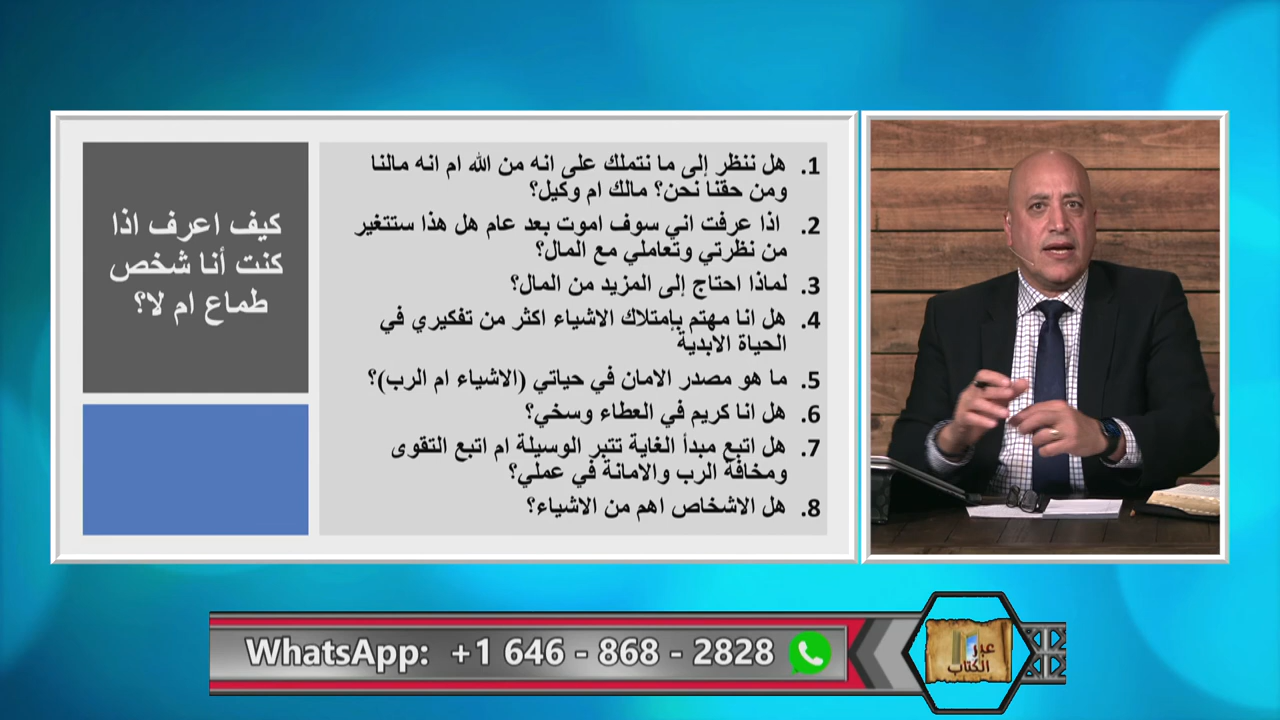 كيف اعرف اذا
كنت أنا شخص
طماع ام لا؟
1. هل ننظر إلى ما نتملك على انه من الله ام انه مالنا
ومن حقنا نحن؟ مالك ام وكيل؟
2. اذا عرفت اني سوف اموت بعد عام هل هذا ستتغير
من نظرتي وتعاملي مع المال؟
3. لماذا احتاج إلى المزيد من المال؟
4. هل انا مهتم بإمتلاك الاشياء اكثر من تفكيري في
الحياة الابدية
5. ما هو مصدر الامان في حياتي (الاشياء ام الرب)؟
6. هل انا كريم في العطاء وسخي؟
7. هل اتبع مبدأ الغاية تتبر الوسيلة ام اتبع التقوى
ومخافة الرب والامانة في عملي؟
8. هل الاشخاص اهم من الاشياء؟
WhatsApp: +1 646 - 868 - 2828
عبر
الكتاب